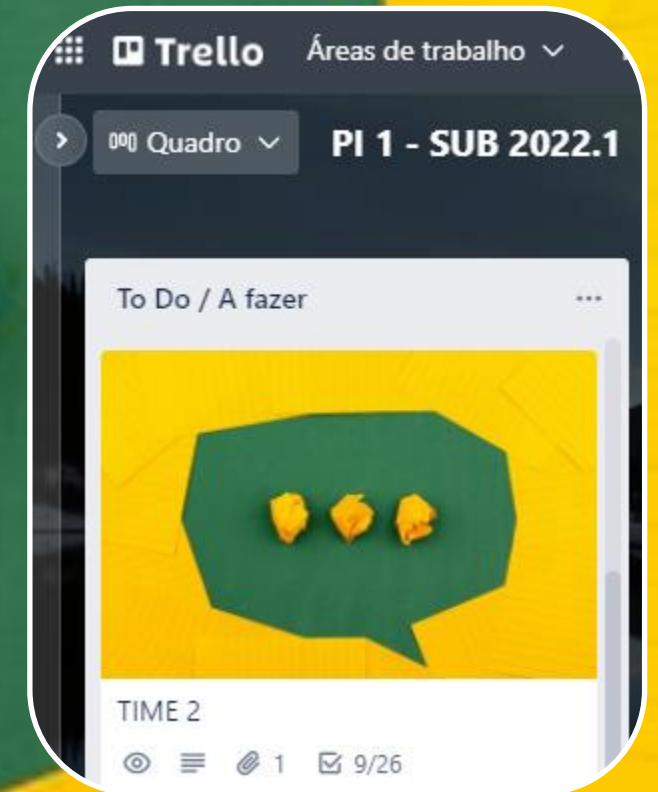 Trello Áreas de trabalho
Quadro PI 1 - SUB 2022.1
To Do / A fazer
TIME 2
1 9/26